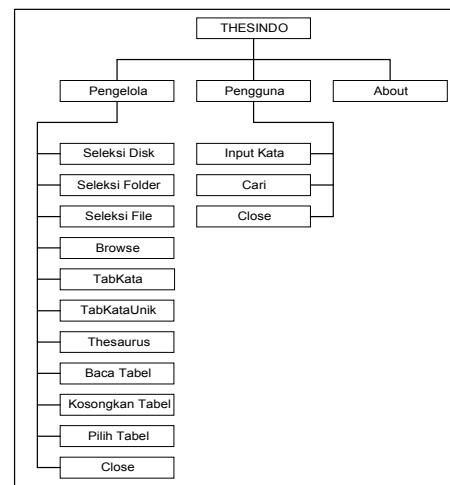 THESINDO
Pengelola
Pengguna
About
Seleksi Disk
Seleksi Folder
Seleksi File
Browse
TabKata
TabKataUnik
Thesaurus
Baca Tabel
Kosongkan Tabel
Pilih Tabel
Close
Input Kata
Cari
Close